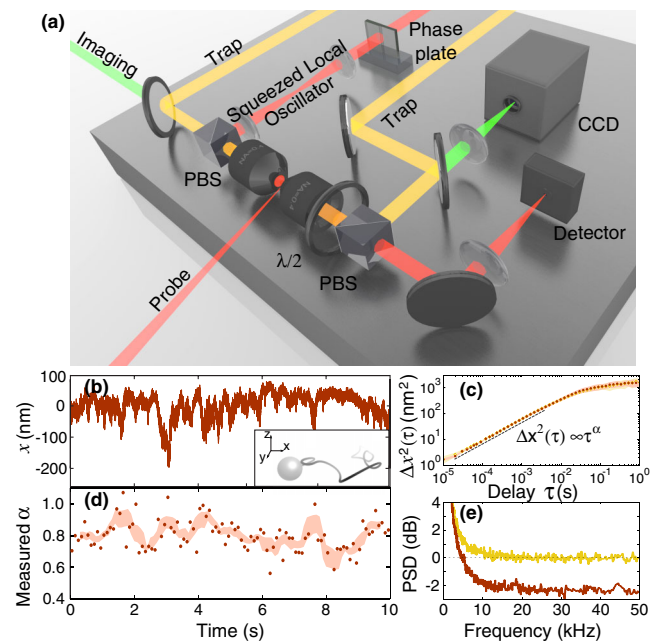 (a)
Imaging
Trap
Phase
plate
Squeezed Local
Oscillator
Trap
CCD
PBS
NA=0.4
Detector
λ/2
PBS
Probe
(b)
100
0
-100
-200
x (nm)
z
y
x
(c)
10³
10²
10¹
10⁰
Δx²(τ) (nm²)
Δx²(τ) ∝τ^α
10⁻⁵
10⁻⁴
10⁻³
10⁻²
10⁻¹
10⁰
Delay τ(s)
(d)
1.0
0.8
0.6
0.4
Measured α
0
2
4
6
8
10
Time (s)
(e)
4
2
0
-2
PSD (dB)
0
10
20
30
40
50
Frequency (kHz)